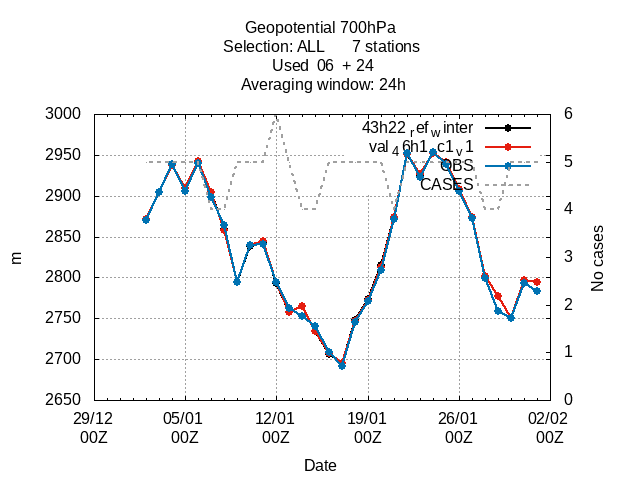 Geopotential 700hPa
Selection: ALL 7 stations
Used 06 + 24
Averaging window: 24h
3000
2950
2900
2850
2800
2750
2700
2650
6
5
4
3
2
1
0
43h22_ref_winter
val_46h1_c1_v1
OBS
CASES
m
No cases
29/12 00Z
05/01 00Z
12/01 00Z
19/01 00Z
26/01 00Z
02/02 00Z
Date